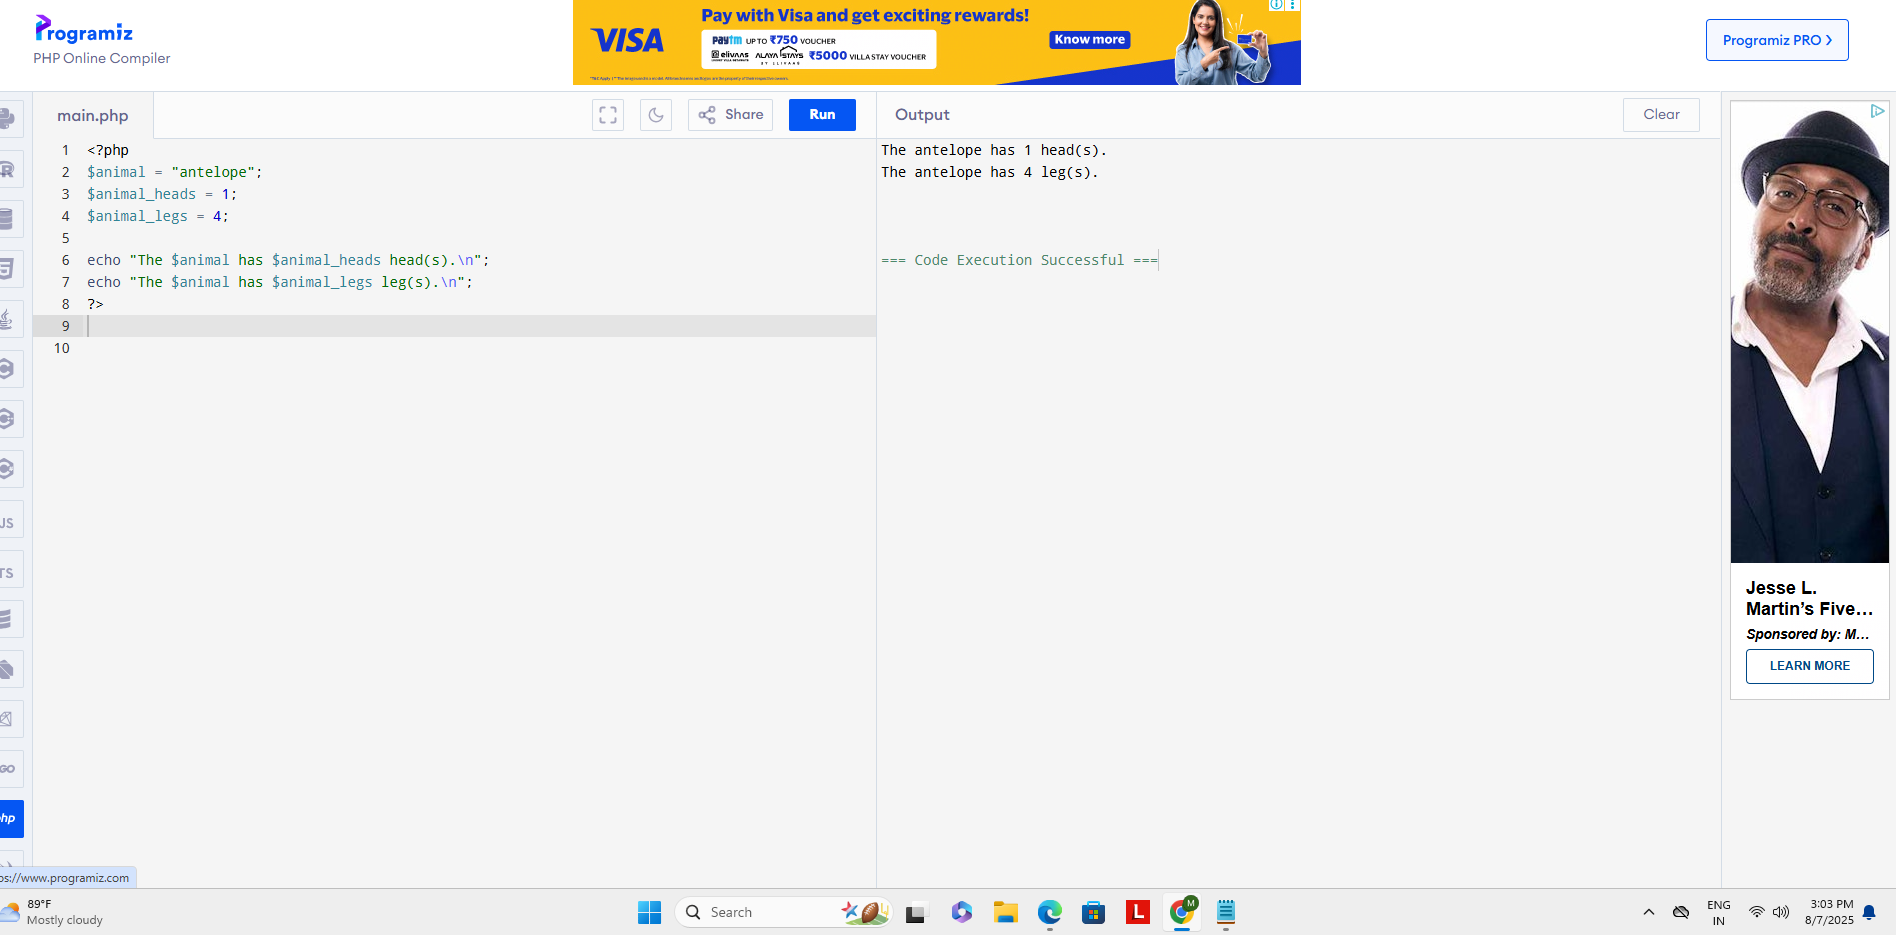 Programiz
PHP Online Compiler
VISA
Pay with Visa and get exciting rewards!
paytm UP TO ₹750 VOUCHER
elivaas ALAYA STAYS ₹5000 VILLA STAY VOUCHER
BY ELIVAAS
Know more
Programiz PRO >
main.php
Share
Run
Output
Clear
1 <?php
2 $animal = "antelope";
3 $animal_heads = 1;
4 $animal_legs = 4;
5
6 echo "The $animal has $animal_heads head(s).\n";
7 echo "The $animal has $animal_legs leg(s).\n";
8 ?>
9
10
The antelope has 1 head(s).
The antelope has 4 leg(s).
=== Code Execution Successful ===
Jesse L.
Martin’s Five...
Sponsored by: M...
LEARN MORE
R
JS
TS
GO
hp
os://www.programiz.com
89°F
Mostly cloudy
Search
L
M
ENG
IN
3:03 PM
8/7/2025